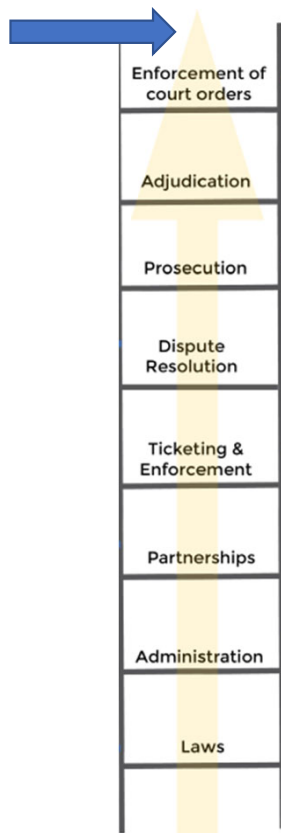 Enforcement of
court orders
Adjudication
Prosecution
Dispute
Resolution
Ticketing &
Enforcement
Partnerships
Administration
Laws